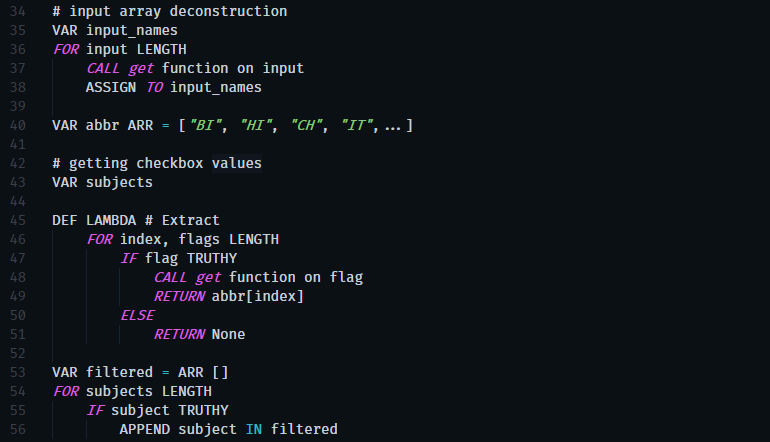 34 # input array deconstruction
35 VAR input_names
36 FOR input LENGTH
37     CALL get function on input
38     ASSIGN TO input_names
39
40 VAR abbr ARR = ["BI", "HI", "CH", "IT",...]
41
42 # getting checkbox values
43 VAR subjects
44
45 DEF LAMBDA # Extract
46     FOR index, flags LENGTH
47         IF flag TRUTHY
48             CALL get function on flag
49             RETURN abbr[index]
50         ELSE
51             RETURN None
52
53 VAR filtered = ARR []
54 FOR subjects LENGTH
55     IF subject TRUTHY
56         APPEND subject IN filtered